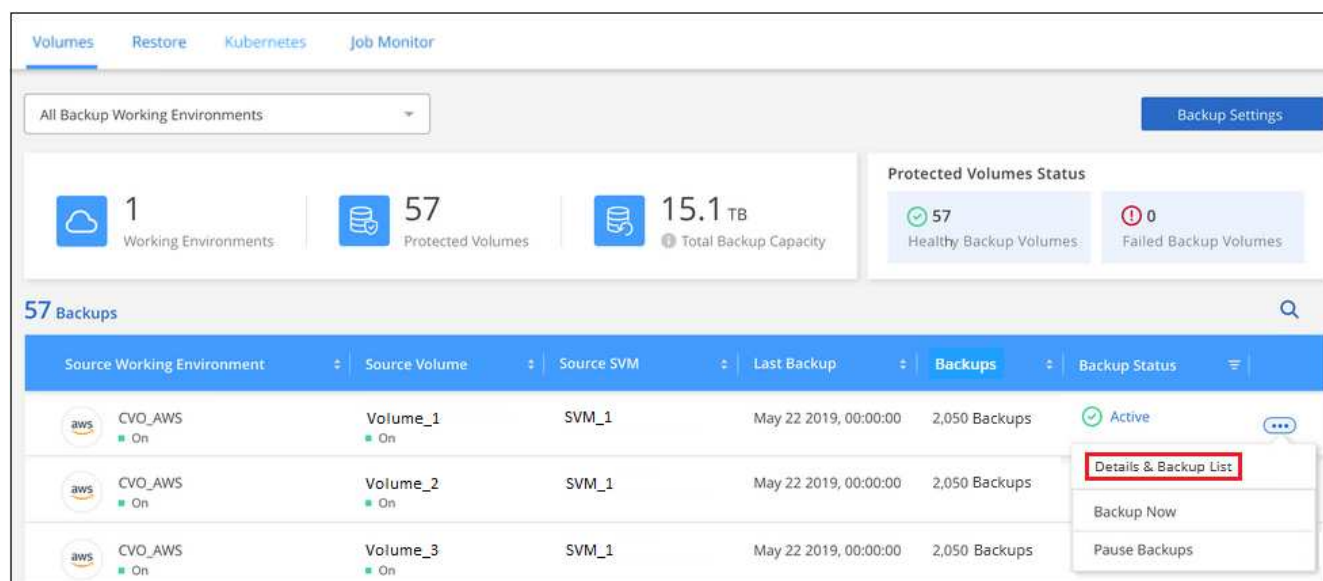 Volumes Restore Kubernetes Job Monitor
All Backup Working Environments
Backup Settings
1
Working Environments
57
Protected Volumes
15.1 TB
Total Backup Capacity
Protected Volumes Status
57
Healthy Backup Volumes
0
Failed Backup Volumes
57 Backups
Source Working Environment Source Volume Source SVM Last Backup Backups Backup Status
aws CVO_AWS Volume_1 SVM_1 May 22 2019, 00:00:00 2,050 Backups Active
On On
Details & Backup List
aws CVO_AWS Volume_2 SVM_1 May 22 2019, 00:00:00 2,050 Backups
On On
Backup Now
aws CVO_AWS Volume_3 SVM_1 May 22 2019, 00:00:00 2,050 Backups Pause Backups
On On